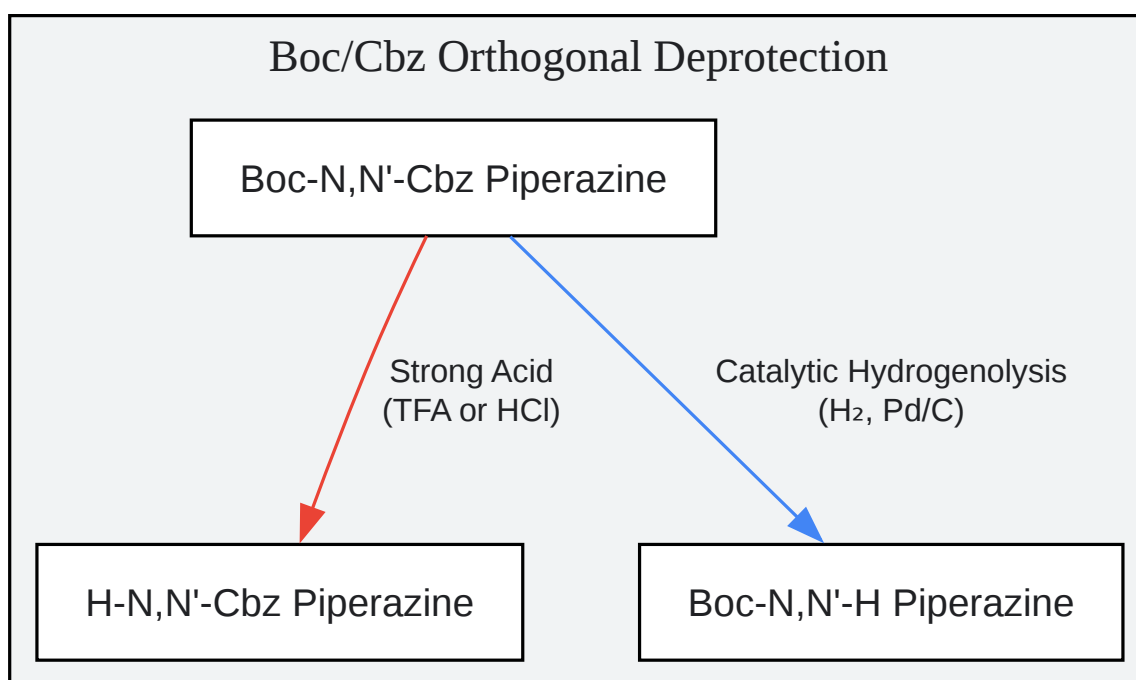 Boc/Cbz Orthogonal Deprotection
Boc-N,N'-Cbz Piperazine
Strong Acid
(TFA or HCl)
Catalytic Hydrogenolysis
(H₂, Pd/C)
H-N,N'-Cbz Piperazine
Boc-N,N'-H Piperazine